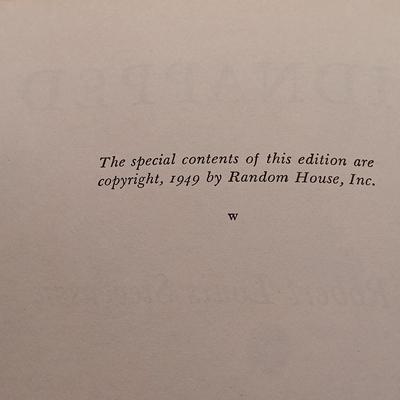 The special contents of this edition are
copyright, 1949 by Random House, Inc.
w